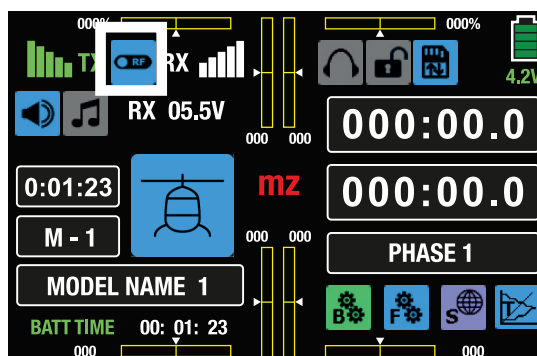 000% 000%
TX RF RX
4.2V
RX 05.5V
000 000
000:00.0
0:01:23
mz
000:00.0
M - 1
000 000
PHASE 1
MODEL NAME 1
B F S
BATT TIME 00: 01: 23
000 000